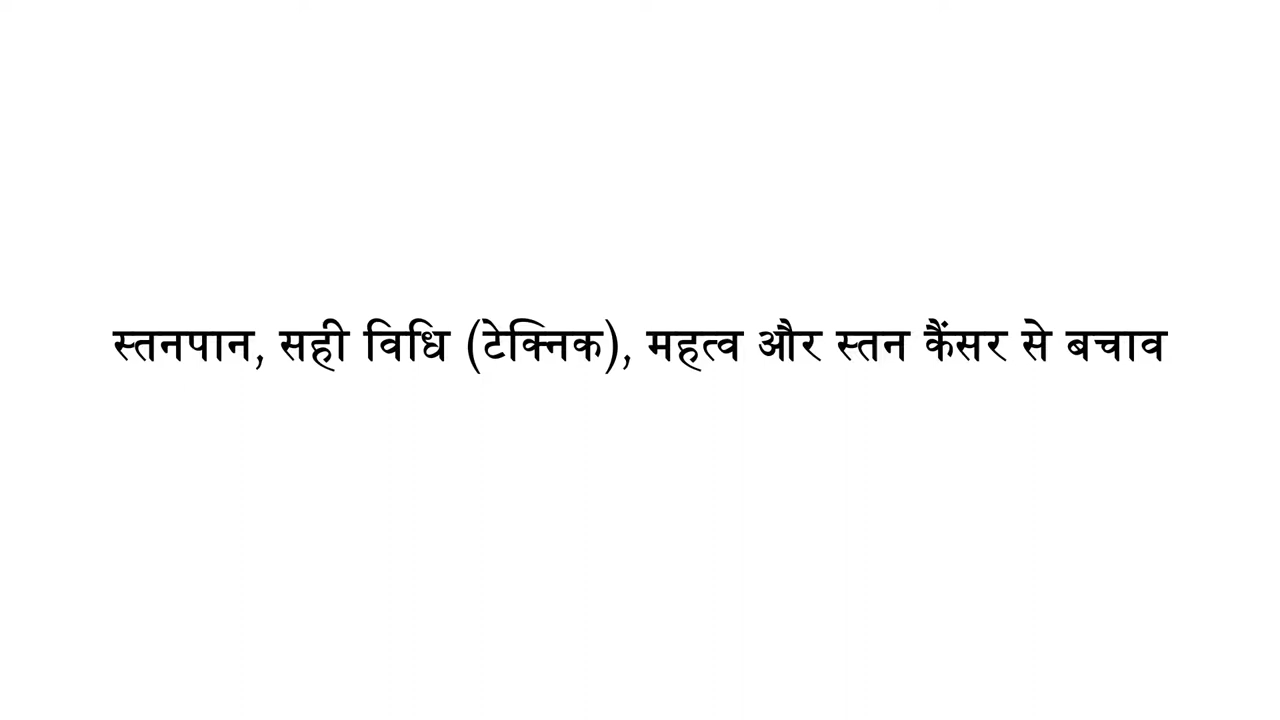 स्तनपान, सही विधि (टेक्निक), महत्व और स्तन कैंसर से बचाव